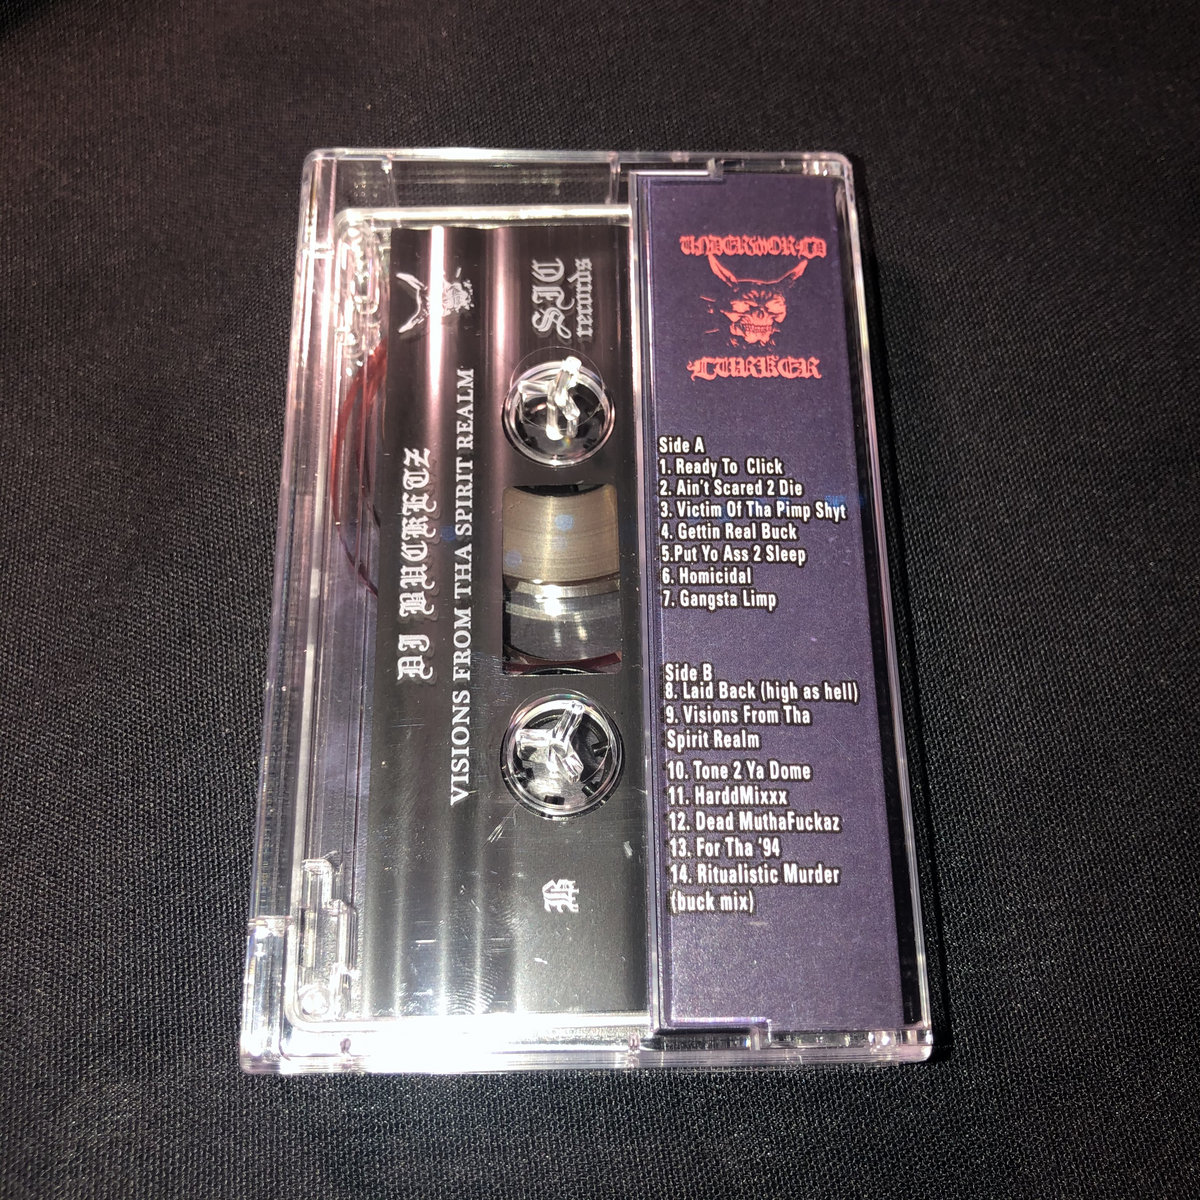 SIC
records
DJ BUCKETZ
VISIONS FROM THA SPIRIT REALM
B
UNDERWORLD
LURKER
Side A
1. Ready To Click
2. Ain't Scared 2 Die
3. Victim Of Tha Pimp Shyt
4. Gettin Real Buck
5.Put Yo Ass 2 Sleep
6. Homicidal
7. Gangsta Limp
Side B
8. Laid Back (high as hell)
9. Visions From Tha
Spirit Realm
10. Tone 2 Ya Dome
11. HarddMixxx
12. Dead MuthaFuckaz
13. For Tha '94
14. Ritualistic Murder
(buck mix)